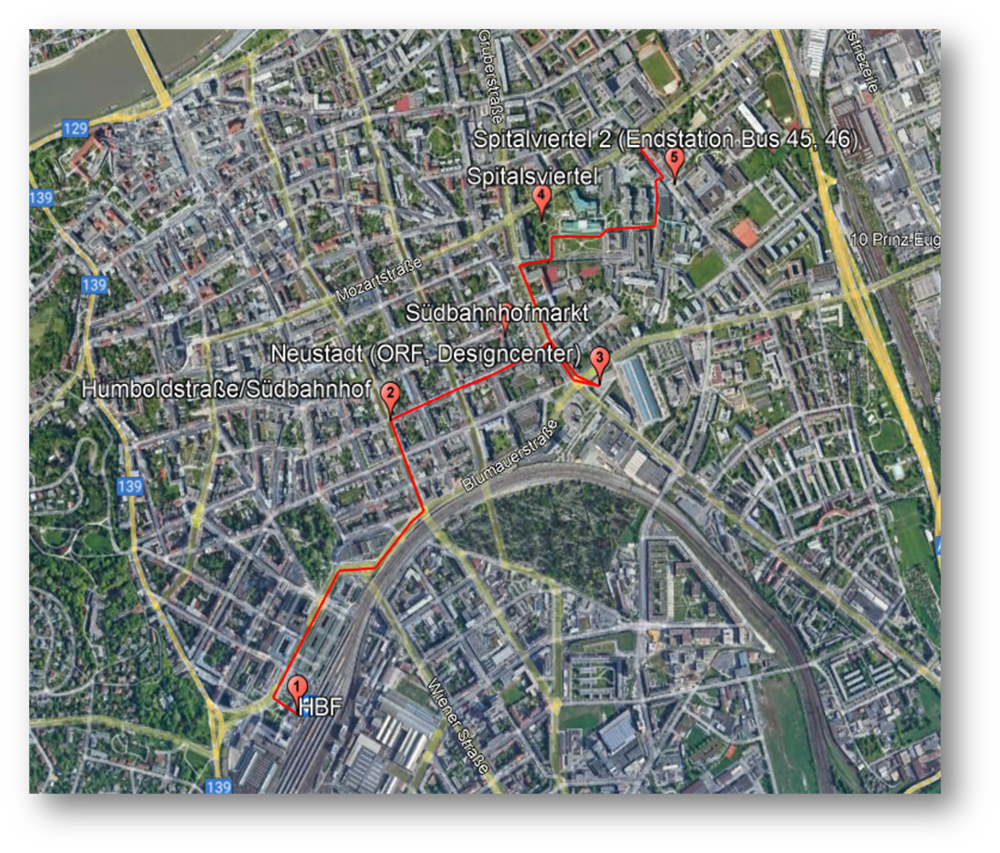 Gruberstraße
striezeile
129
Spitalviertel 2 (Endstation Bus 45, 46)
5
Spitalsviertel
139
4
10 Prinz-Eug
139
Mozartstraße
Südbahnhofmarkt
Neustadt (ORF, Designcenter)
3
Humboldstraße/Südbahnhof
2
Blumauerstraße
139
1
HBF
Wiener Straße
139